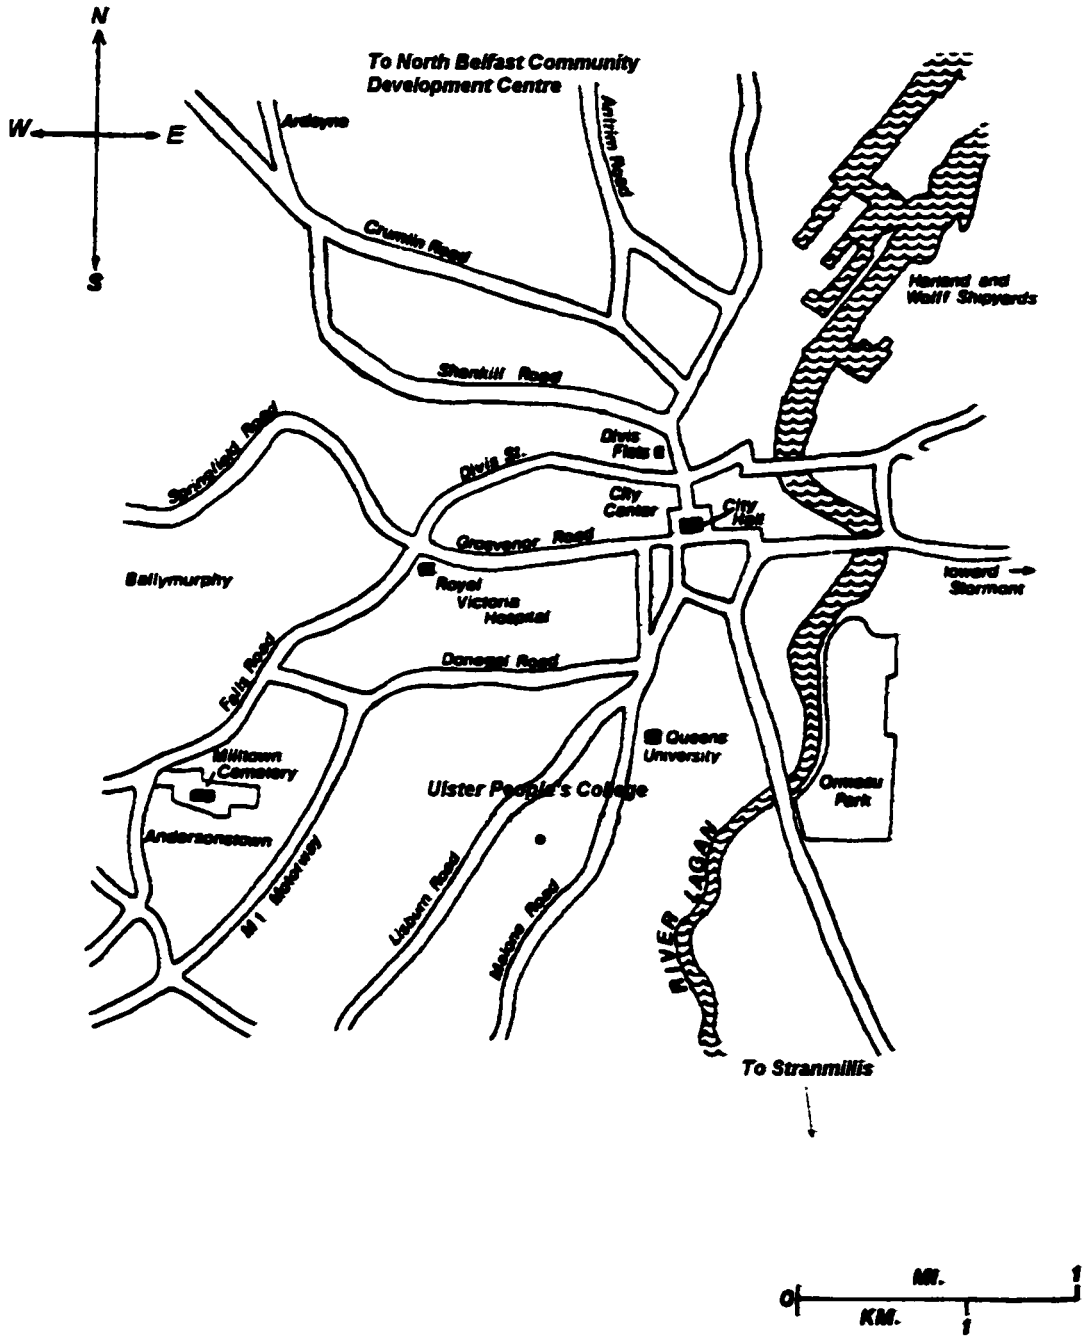 N
W
E
S
To North Belfast Community
Development Centre
Ardoyne
Antrim Road
Crumlin Road
Harland and
Wolff Shipyards
Shankill Road
Springfield Road
Divis
Flats
Divis St.
City
Center
City
Hall
Grosvenor Road
Ballymurphy
Royal
Victoria
Hospital
toward
Stormont
Donegal Road
Falls Road
Queens
University
Milltown
Cemetery
Ulster People's College
Ormeau
Park
Andersonstown
M 1 Motorway
Lisburn Road
Malone Road
RIVER LAGAN
To Stranmillis
MI.
1
0
KM.
1